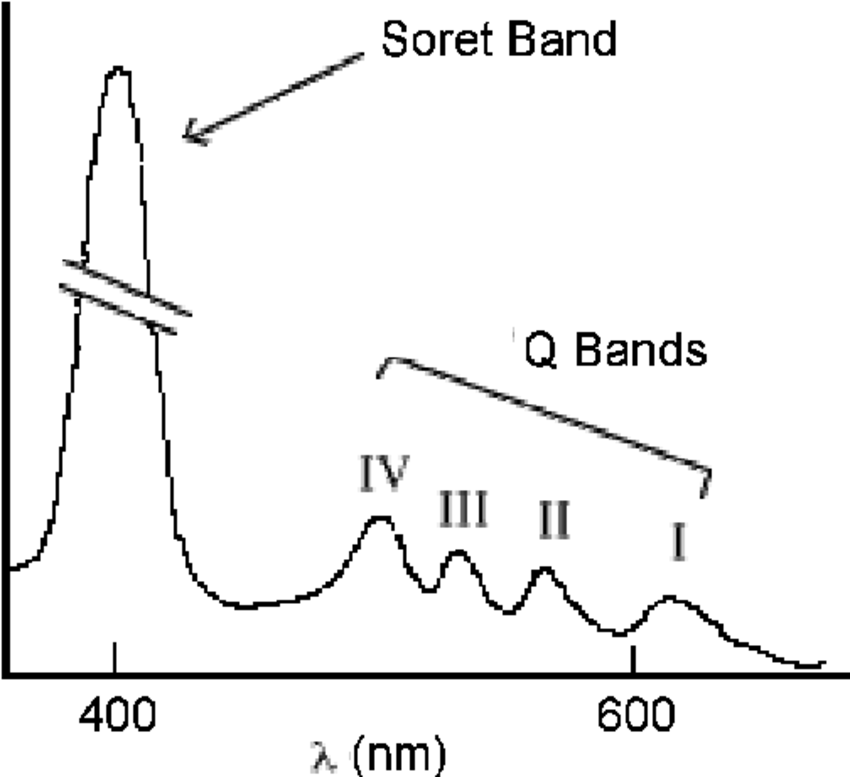 Soret Band
Q Bands
IV
III
II
I
400
600
λ (nm)